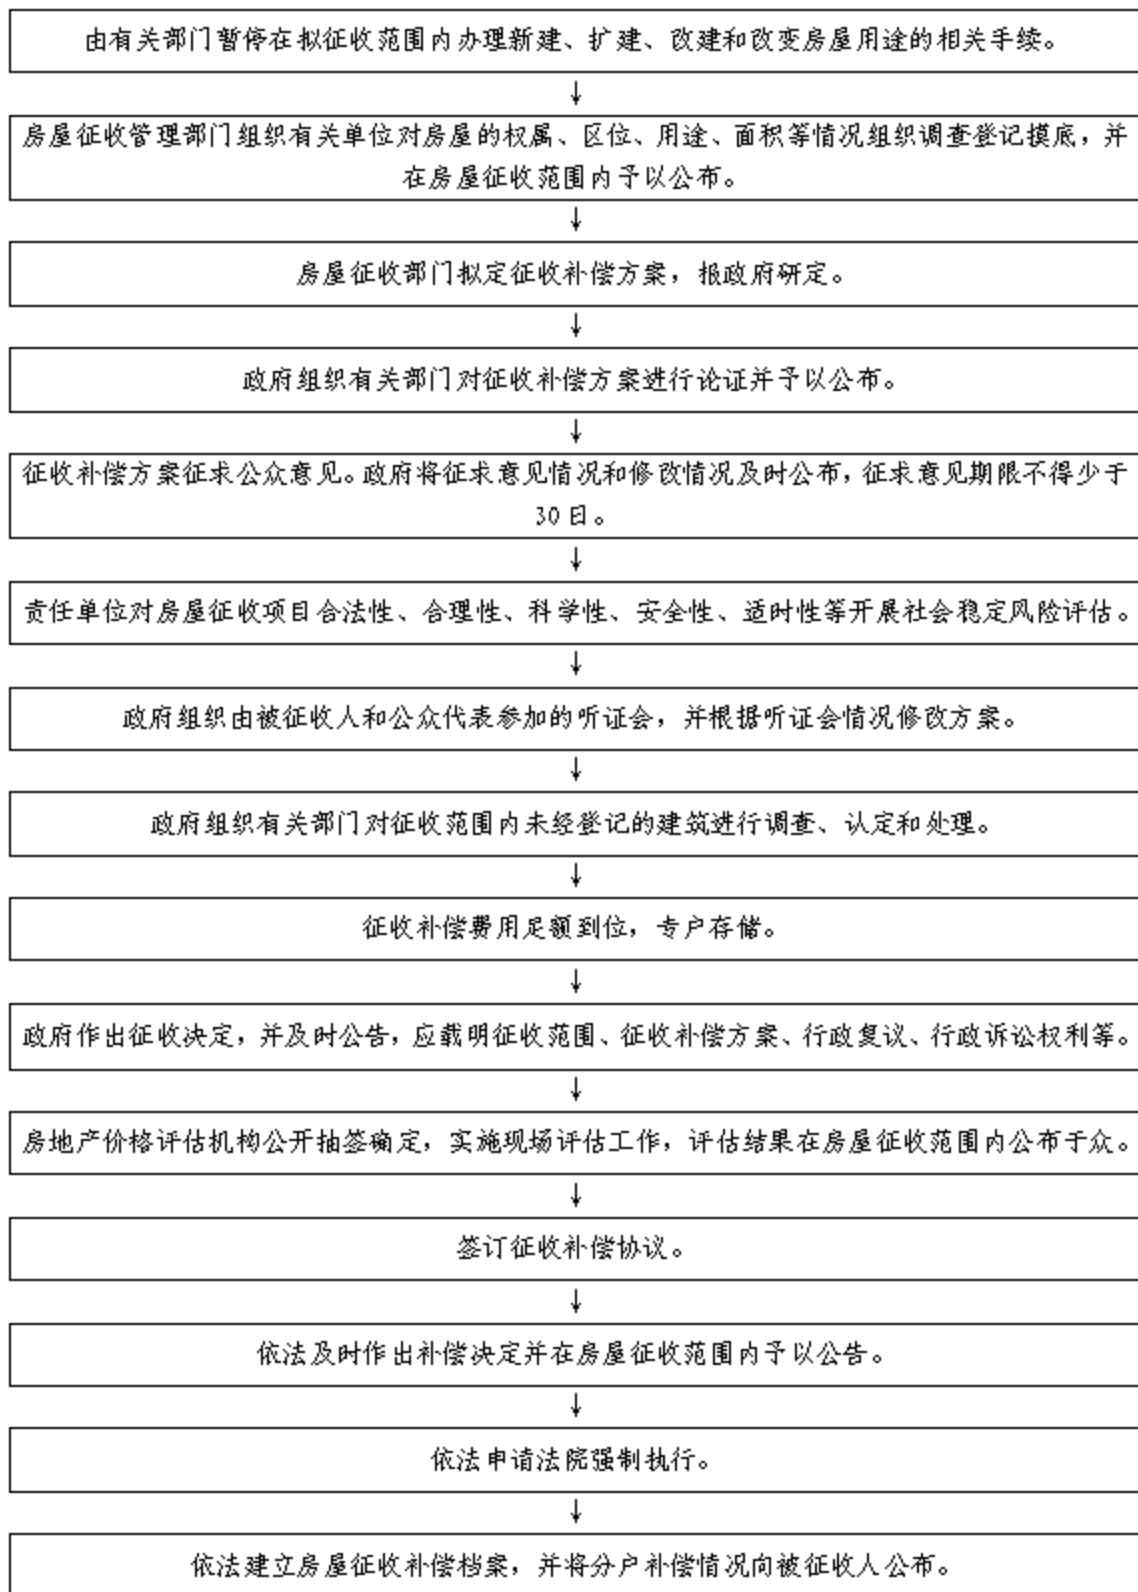 由有关部门暂停在拟征收范围内办理新建、扩建、改建和改变房屋用途的相关手续。
↓
房屋征收管理部门组织有关单位对房屋的权属、区位、用途、面积等情况组织调查登记摸底，并
在房屋征收范围内予以公布。
↓
房屋征收部门拟定征收补偿方案，报政府研定。
↓
政府组织有关部门对征收补偿方案进行论证并予以公布。
↓
征收补偿方案征求公众意见。政府将征求意见情况和修改情况及时公布，征求意见期限不得少于
30日。
↓
责任单位对房屋征收项目合法性、合理性、科学性、安全性、适时性等开展社会稳定风险评估。
↓
政府组织由被征收人和公众代表参加的听证会，并根据听证会情况修改方案。
↓
政府组织有关部门对征收范围内未经登记的建筑进行调查、认定和处理。
↓
征收补偿费用足额到位，专户存储。
↓
政府作出征收决定，并及时公告，应载明征收范围、征收补偿方案、行政复议、行政诉讼权利等。
↓
房地产价格评估机构公开抽签确定，实施现场评估工作，评估结果在房屋征收范围内公布于众。
↓
签订征收补偿协议。
↓
依法及时作出补偿决定并在房屋征收范围内予以公告。
↓
依法申请法院强制执行。
↓
依法建立房屋征收补偿档案，并将分户补偿情况向被征收人公布。